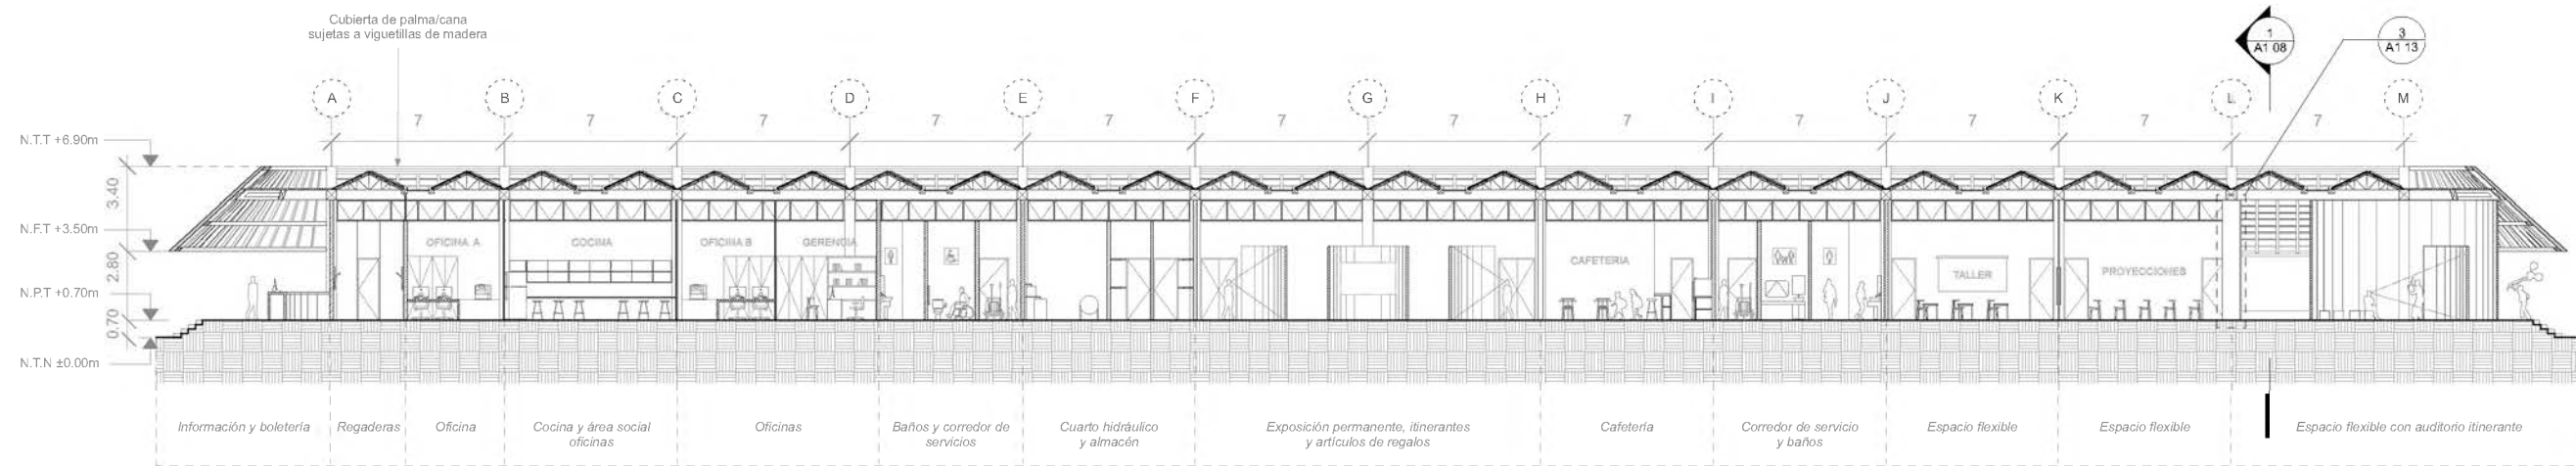 Cubierta de palma/cana
sujetas a viguetillas de madera
1
A1 08
3
A1 13
A
B
C
D
E
F
G
H
I
J
K
L
M
7
7
7
7
7
7
7
7
7
7
7
7
N.T.T +6.90m
3.40
N.F.T +3.50m
2.80
N.P.T +0.70m
0.70
N.T.N ±0.00m
OFICINA A
COCINA
OFICINA B
GERENCIA
CAFETERIA
TALLER
PROYECCIONES
Información y boletería
Regaderas
Oficina
Cocina y área social
oficinas
Oficinas
Baños y corredor de
servicios
Cuarto hidráulico
y almacén
Exposición permanente, itinerantes
y artículos de regalos
Cafetería
Corredor de servicio
y baños
Espacio flexible
Espacio flexible
Espacio flexible con auditorio itinerante